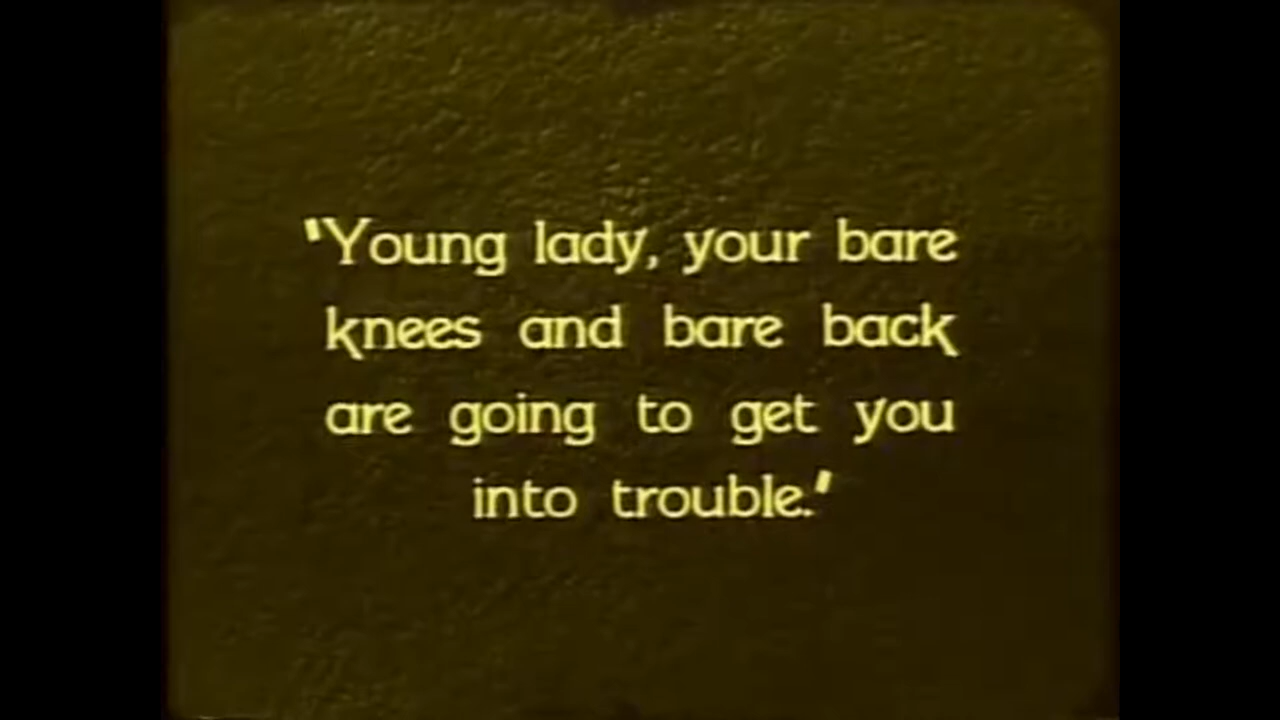 "Young lady, your bare
knees and bare back
are going to get you
into trouble."